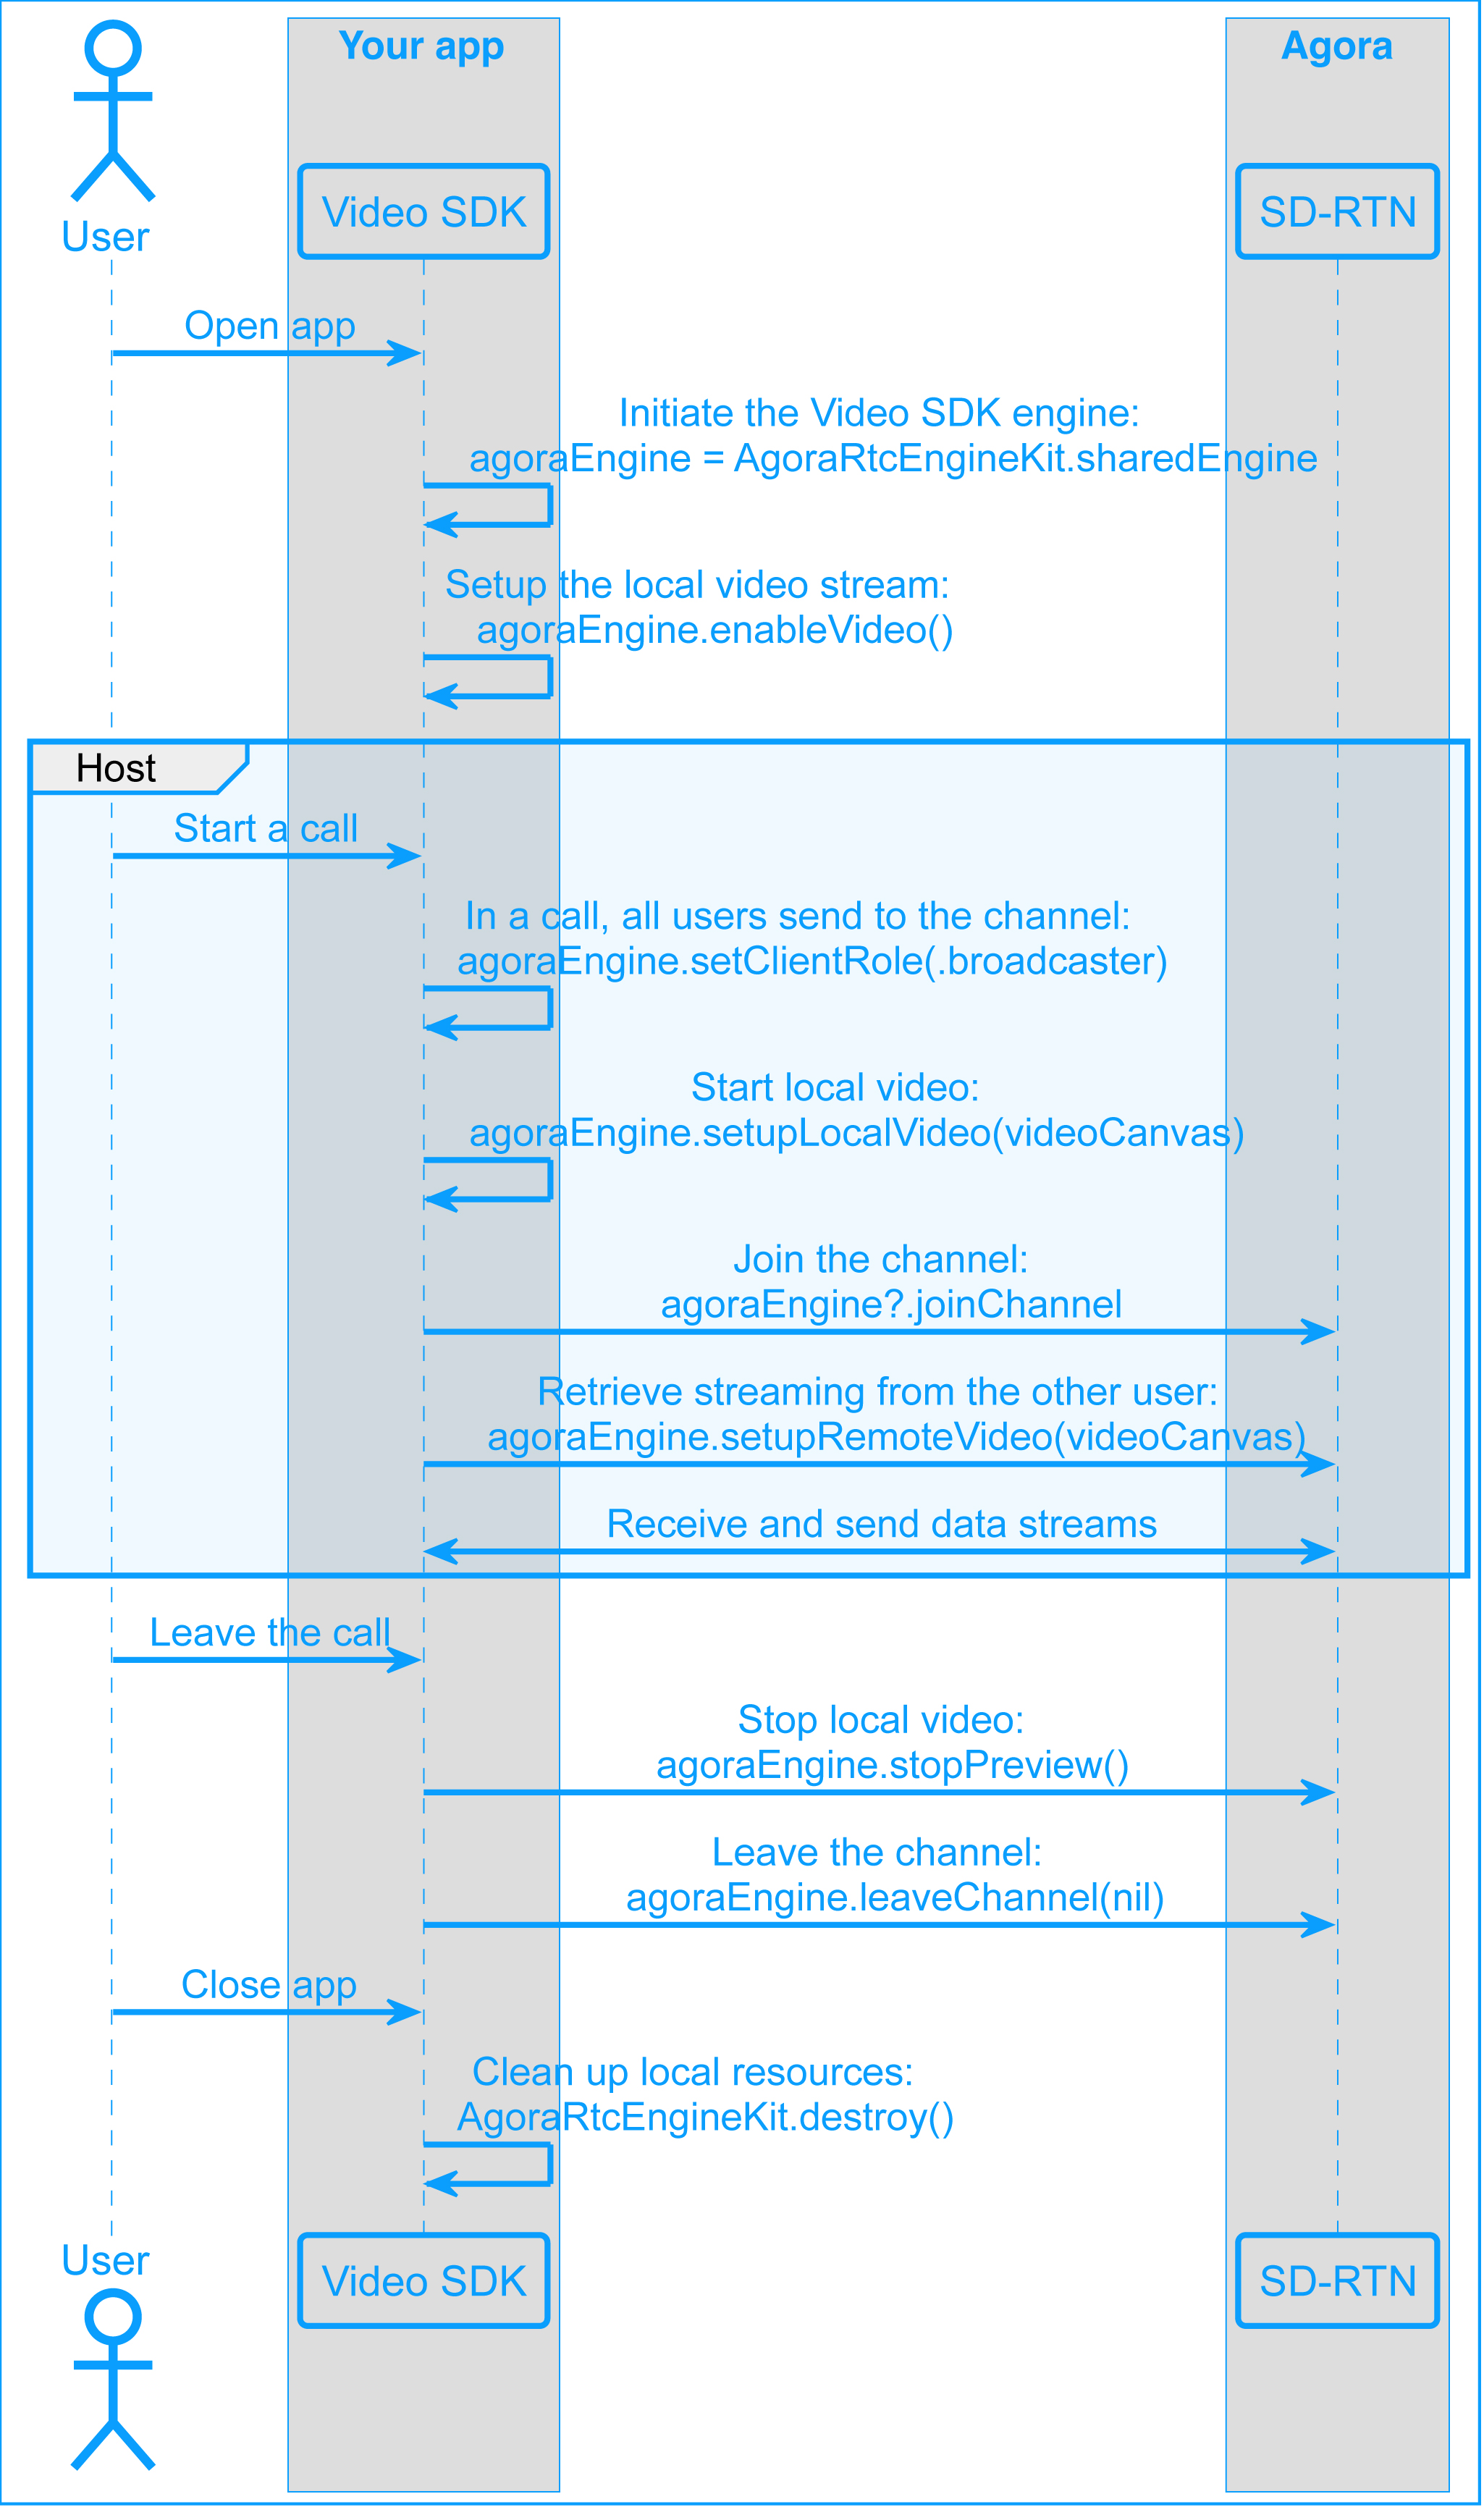 Your app
Agora
User
Video SDK
SD-RTN
Open app
Initiate the Video SDK engine:
agoraEngine = AgoraRtcEngineKit.sharedEngine
Setup the local video stream:
agoraEngine.enableVideo()
Host
Start a call
In a call, all users send to the channel:
agoraEngine.setClientRole(.broadcaster)
Start local video:
agoraEngine.setupLocalVideo(videoCanvas)
Join the channel:
agoraEngine?.joinChannel
Retrieve streaming from the other user:
agoraEngine.setupRemoteVideo(videoCanvas)
Receive and send data streams
Leave the call
Stop local video:
agoraEngine.stopPreview()
Leave the channel:
agoraEngine.leaveChannel(nil)
Close app
Clean up local resources:
AgoraRtcEngineKit.destroy()
User
Video SDK
SD-RTN